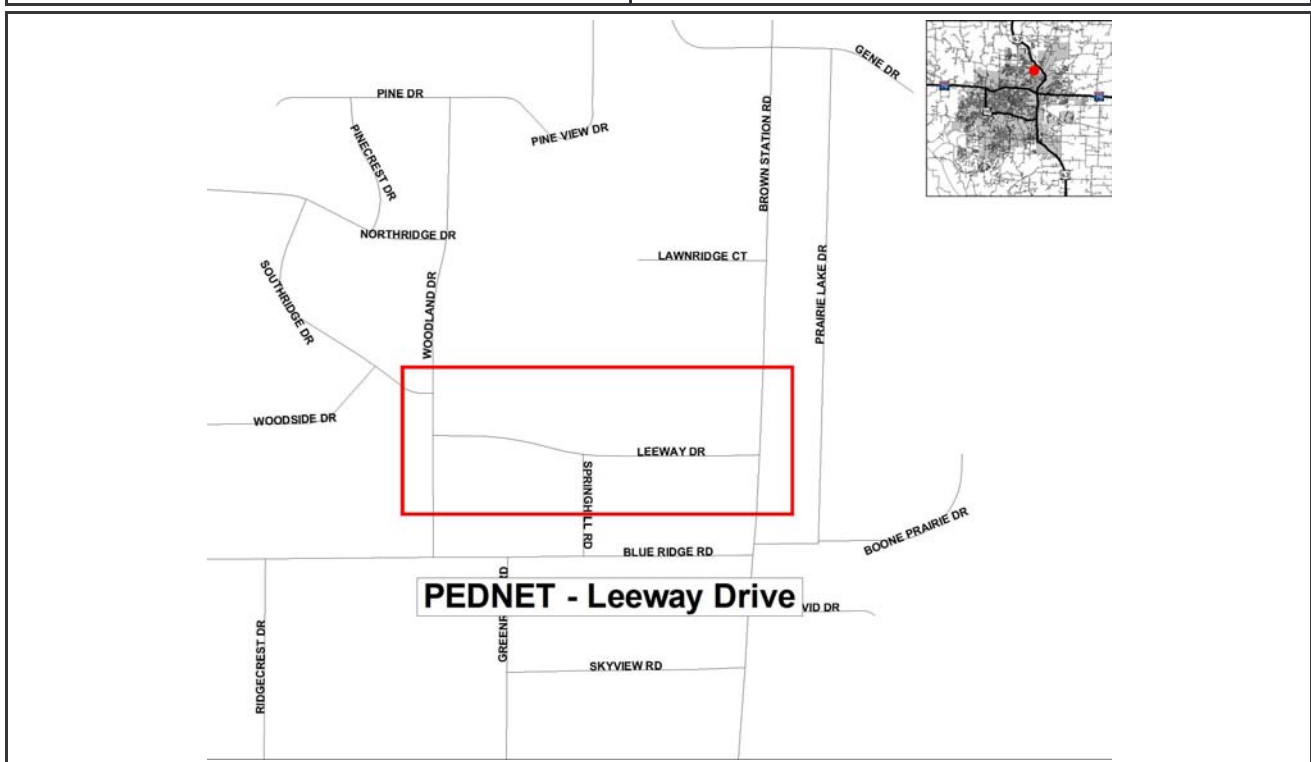 GENE DR
PINE DR
PINE VIEW DR
PINECREST DR
BROWN STATION RD
NORTHRIDGE DR
LAWNRIDGE CT
SOUTHRIDGE DR
WOODLAND DR
PRAIRIE LAKE DR
WOODSIDE DR
LEEWAY DR
SPRINGHILL RD
BOONE PRAIRIE DR
BLUE RIDGE RD
PEDNET - Leeway Drive
VID DR
RIDGECREST DR
SKYVIEW RD